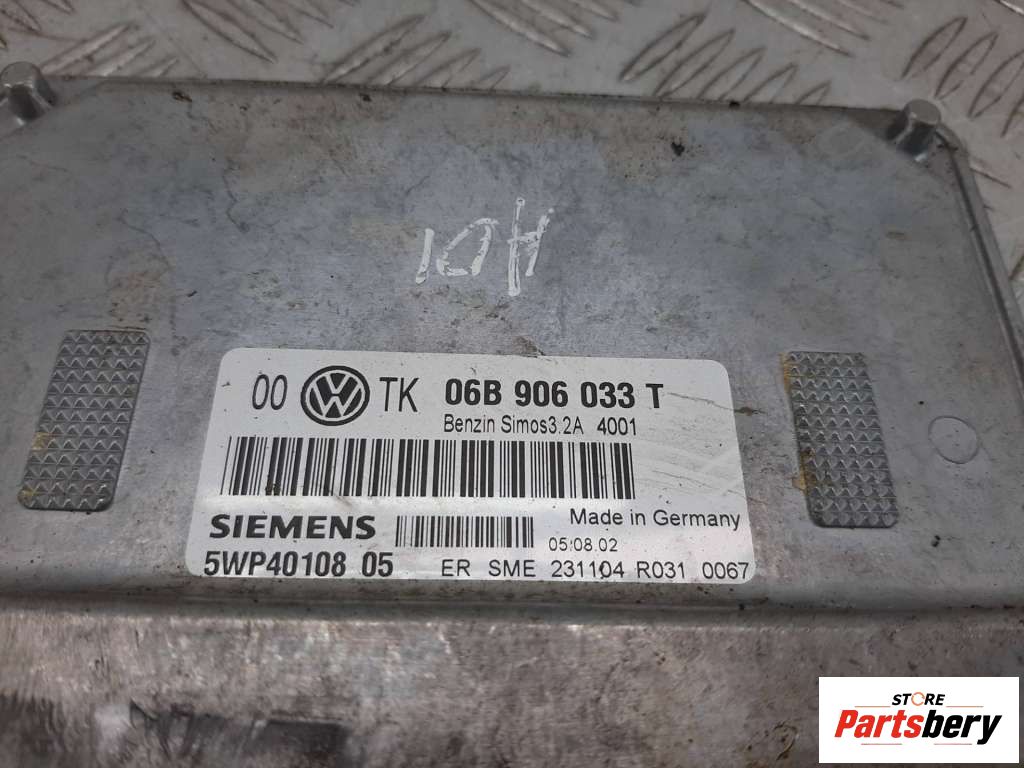 10H
00 VW TK 06B 906 033 T
Benzin Simos3.2A 4001
SIEMENS
Made in Germany
05.08.02
5WP40108 05
ER SME 231104 R031 0067
STORE
Partsbery